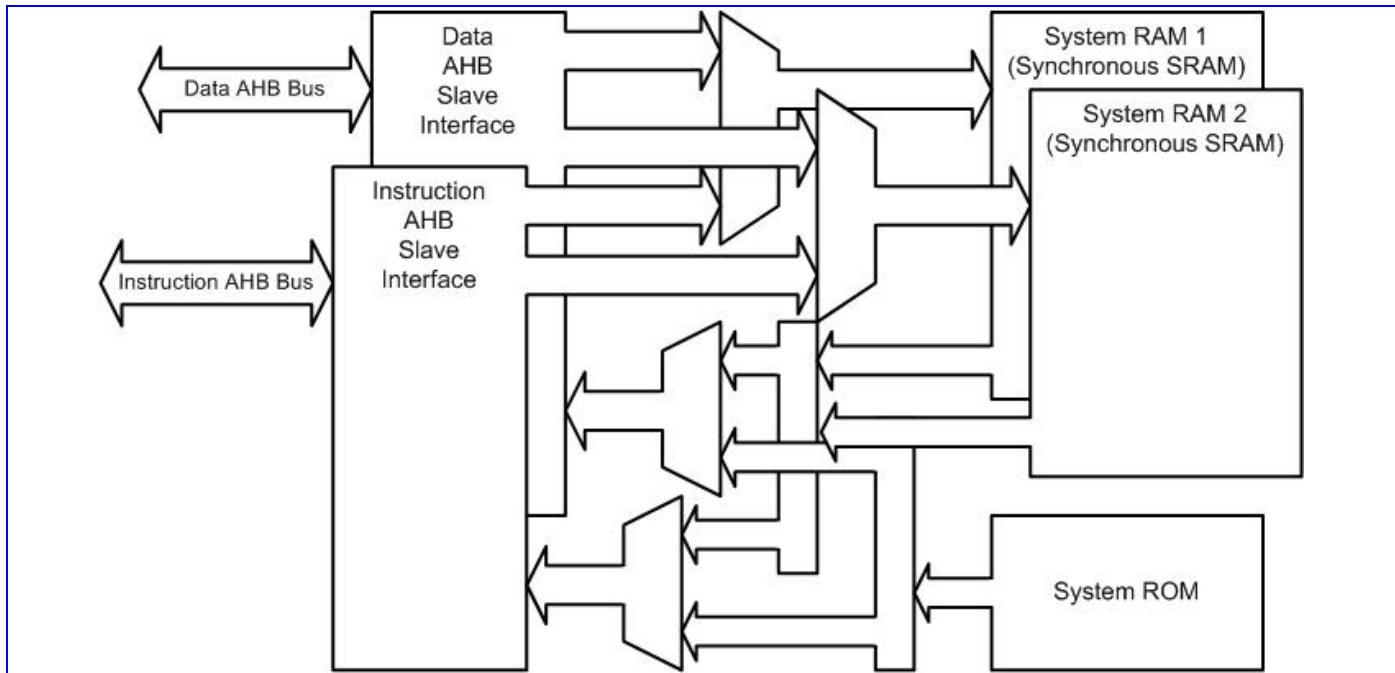 Data
AHB
Slave
Interface
System RAM 1
(Synchronous SRAM)
Data AHB Bus
System RAM 2
(Synchronous SRAM)
Instruction
AHB
Slave
Interface
Instruction AHB Bus
System ROM